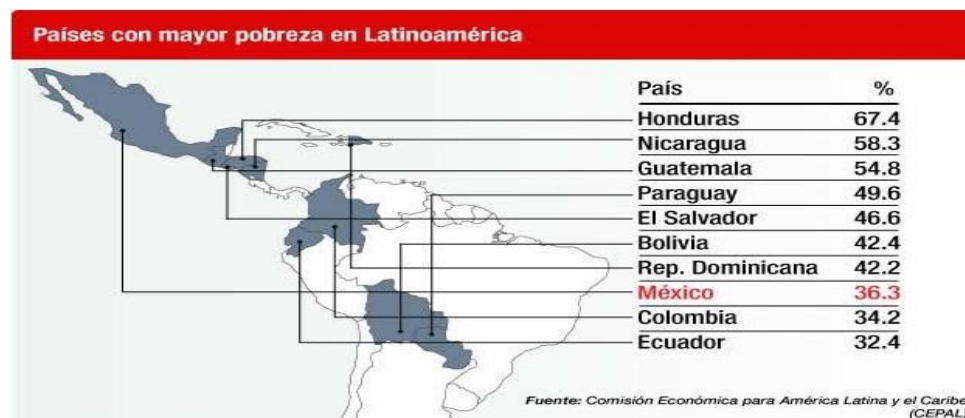 Países con mayor pobreza en Latinoamérica
País %
Honduras 67.4
Nicaragua 58.3
Guatemala 54.8
Paraguay 49.6
El Salvador 46.6
Bolivia 42.4
Rep. Dominicana 42.2
México 36.3
Colombia 34.2
Ecuador 32.4
Fuente: Comisión Económica para América Latina y el Caribe
(CEPAL)